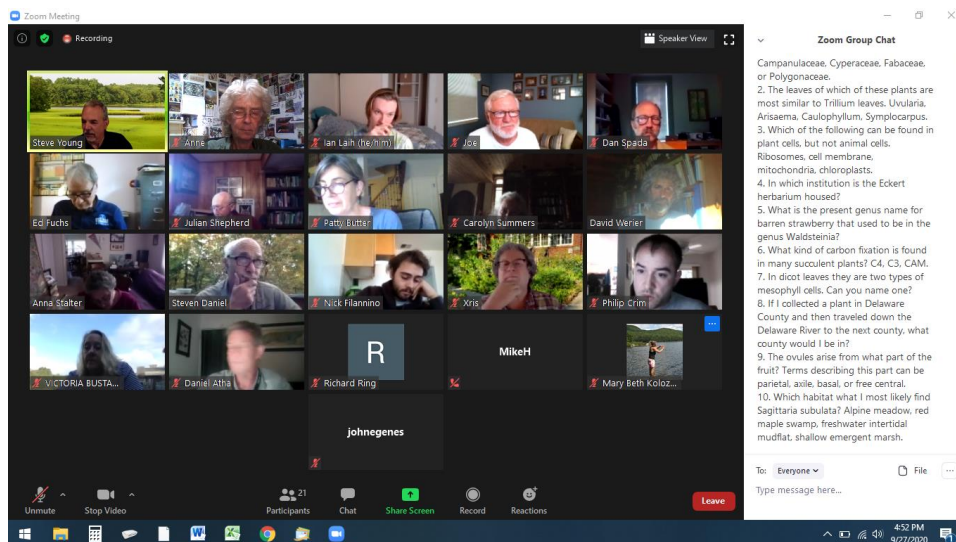 Zoom Meeting
Recording
Speaker View
Steve Young
Anne
Ian Laih (he/him)
Joe
Dan Spada
Ed Fuchs
Julian Shepherd
Patty Butter
Carolyn Summers
David Werier
Anna Stalter
Steven Daniel
Nick Filannino
Xris
Philip Crim
VICTORIA BUSTA...
Daniel Atha
R
Richard Ring
MikeH
Mary Beth Koloz...
johnegenes
Unmute
Stop Video
21
Participants
Chat
Share Screen
Record
Reactions
Leave
Zoom Group Chat
Campanulaceae, Cyperaceae, Fabaceae,
or Polygonaceae.
2. The leaves of which of these plants are
most similar to Trillium leaves. Uvularia,
Arisaema, Caulophyllum, Symplocarpus.
3. Which of the following can be found in
plant cells, but not animal cells.
Ribosomes, cell membrane,
mitochondria, chloroplasts.
4. In which institution is the Eckert
herbarium housed?
5. What is the present genus name for
barren strawberry that used to be in the
genus Waldsteinia?
6. What kind of carbon fixation is found
in many succulent plants? C4, C3, CAM.
7. In dicot leaves they are two types of
mesophyll cells. Can you name one?
8. If I collected a plant in Delaware
County and then traveled down the
Delaware River to the next county, what
county would I be in?
9. The ovules arise from what part of the
fruit? Terms describing this part can be
parietal, axile, basal, or free central.
10. Which habitat what I most likely find
Sagittaria subulata? Alpine meadow, red
maple swamp, freshwater intertidal
mudflat, shallow emergent marsh.
To: Everyone
File
Type message here...
4:52 PM
9/27/2020